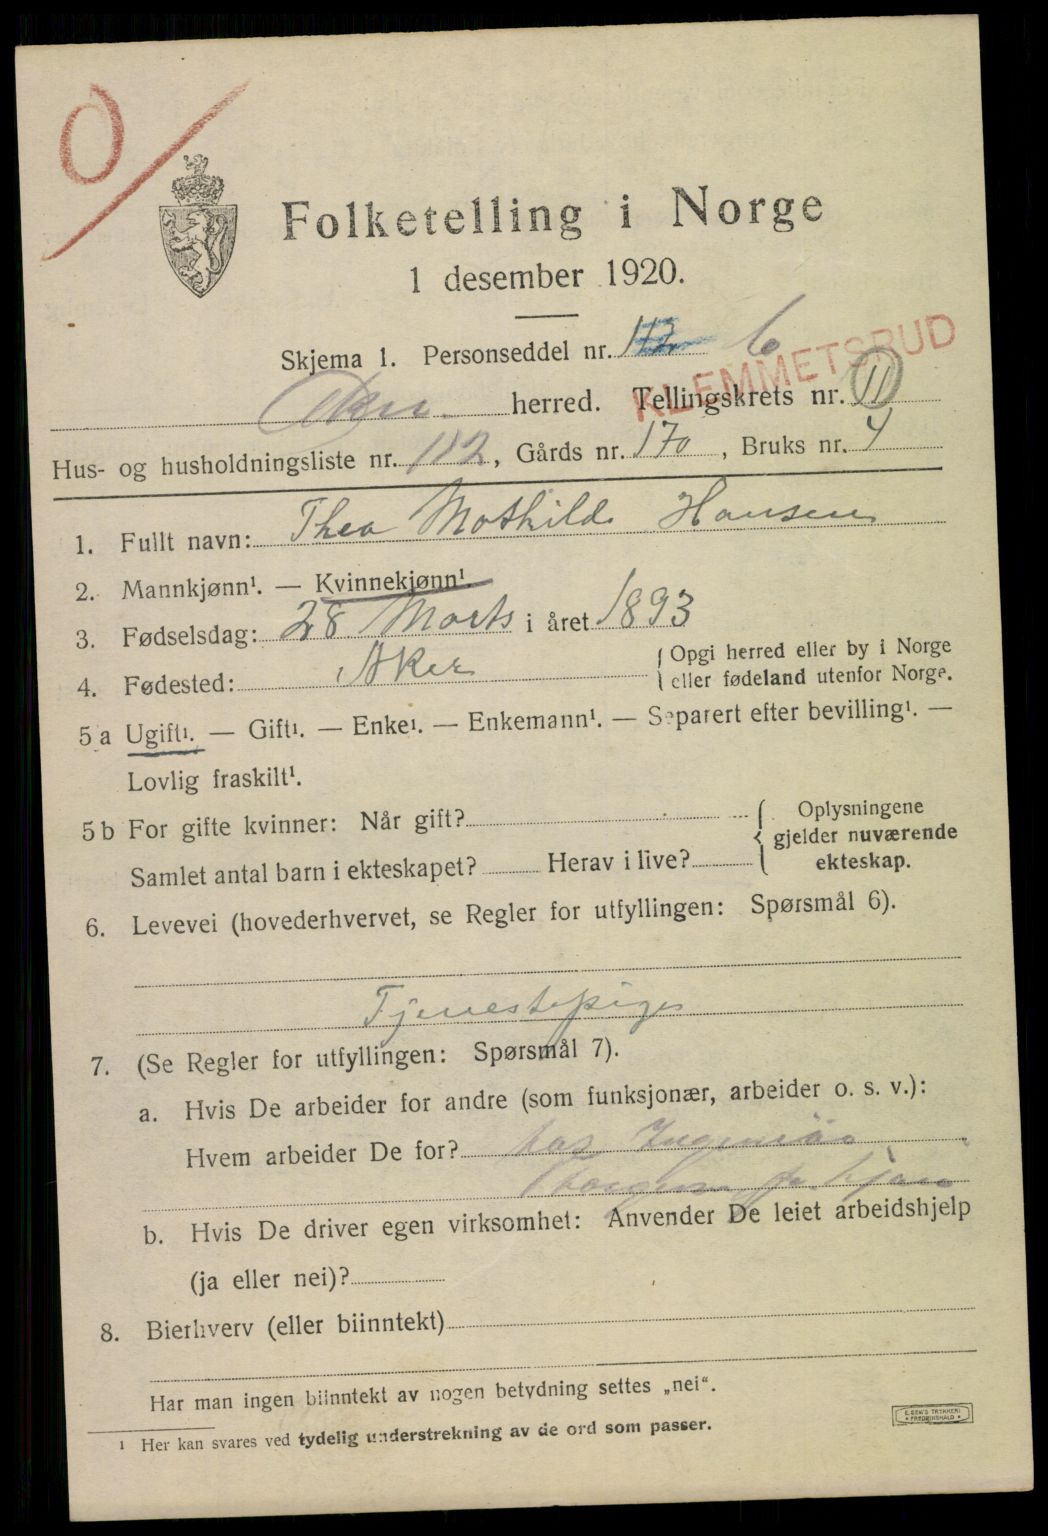 0/
Folketelling i Norge
1 desember 1920.
Skjema 1. Personseddel nr. 6
KLEMMETSRUD
Aker herred. Tellingskrets nr. 11
Hus- og husholdningsliste nr. 112, Gårds nr. 170, Bruks nr. 4
1. Fullt navn: Thea Mathilde Hansen
2. Mannkjønn¹. — Kvinnekjønn¹.
3. Fødselsdag: 28 Marts i året 1893
4. Fødested: Aker { Opgi herred eller by i Norge
eller fødeland utenfor Norge.
5 a Ugift¹. — Gift¹. — Enke¹. — Enkemann¹. — Separert efter bevilling¹. —
Lovlig fraskilt¹.
5 b For gifte kvinner: Når gift? { Oplysningene
gjelder nuværende
ekteskap.
Samlet antal barn i ekteskapet? Herav i live?
6. Levevei (hovederhvervet, se Regler for utfyllingen: Spørsmål 6).
Tjenestepige
7. (Se Regler for utfyllingen: Spørsmål 7).
a. Hvis De arbeider for andre (som funksjonær, arbeider o. s. v.):
Hvem arbeider De for? hos Ingeniør
b. Hvis De driver egen virksomhet: Anvender De leiet arbeidshjelp
(ja eller nei)?
8. Bierhverv (eller biinntekt)
Har man ingen biinntekt av nogen betydning settes „nei“.
¹ Her kan svares ved tydelig understrekning av de ord som passer.
E. SEM'S TRYKKERI
FREDRIKSHALD